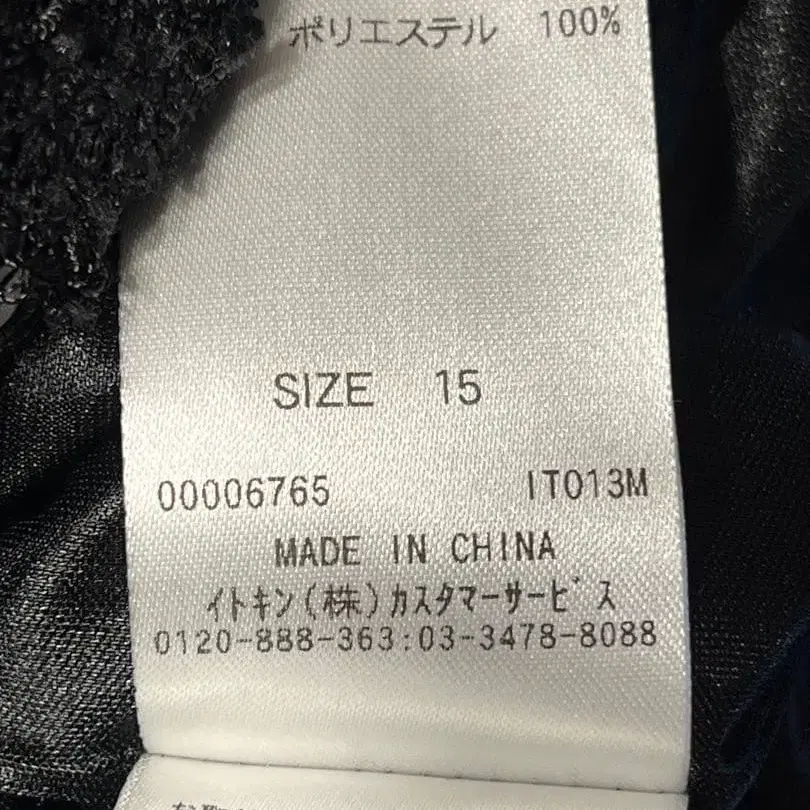 ポリエステル 100%
SIZE 15
00006765 IT013M
MADE IN CHINA
イトキン(株)カスタマーサービス
0120-888-363:03-3478-8088